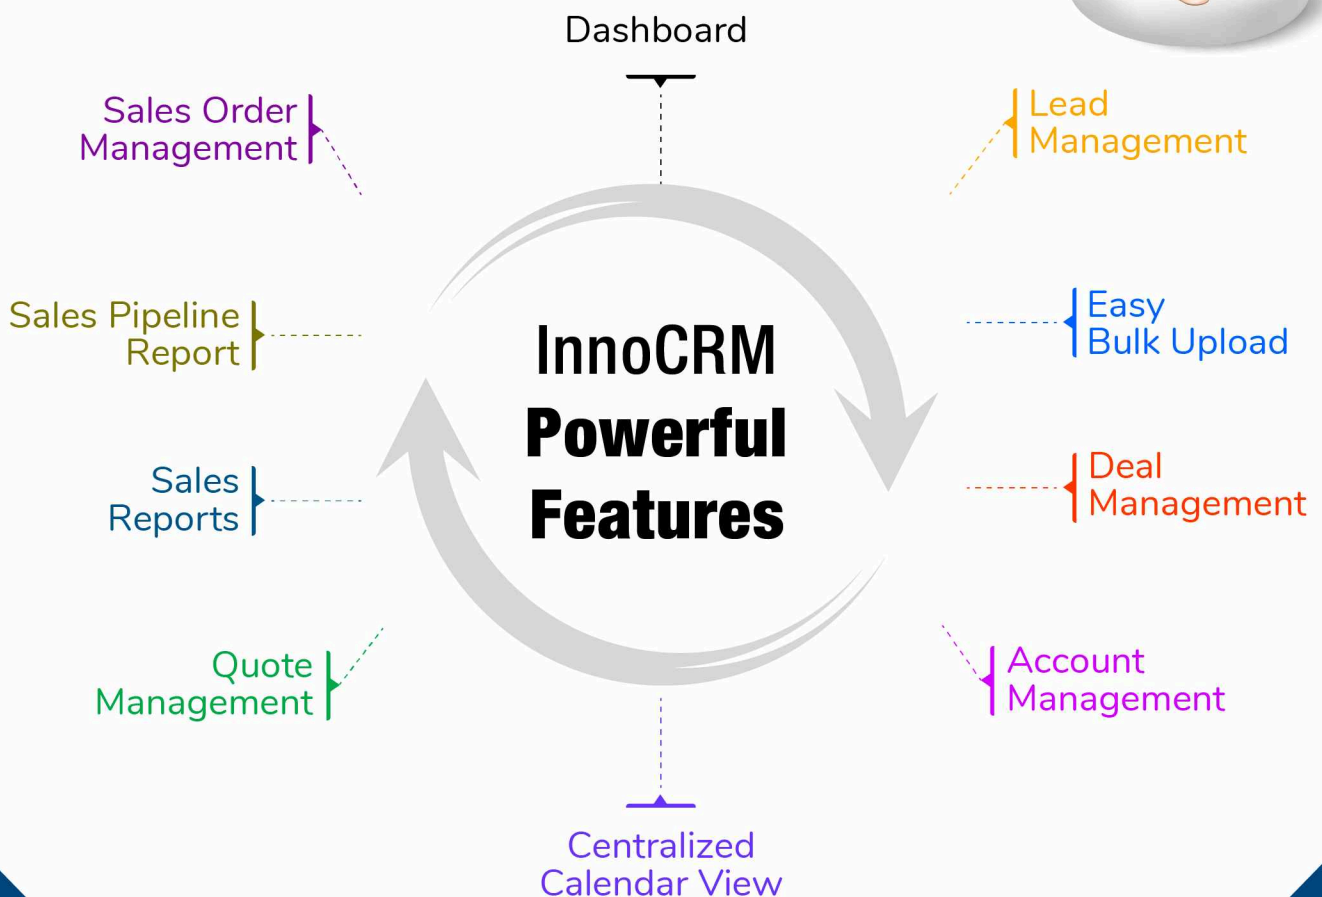 Dashboard
Sales Order
Management
Lead
Management
Sales Pipeline
Report
Easy
Bulk Upload
InnoCRM
Powerful
Features
Sales
Reports
Deal
Management
Quote
Management
Account
Management
Centralized
Calendar View